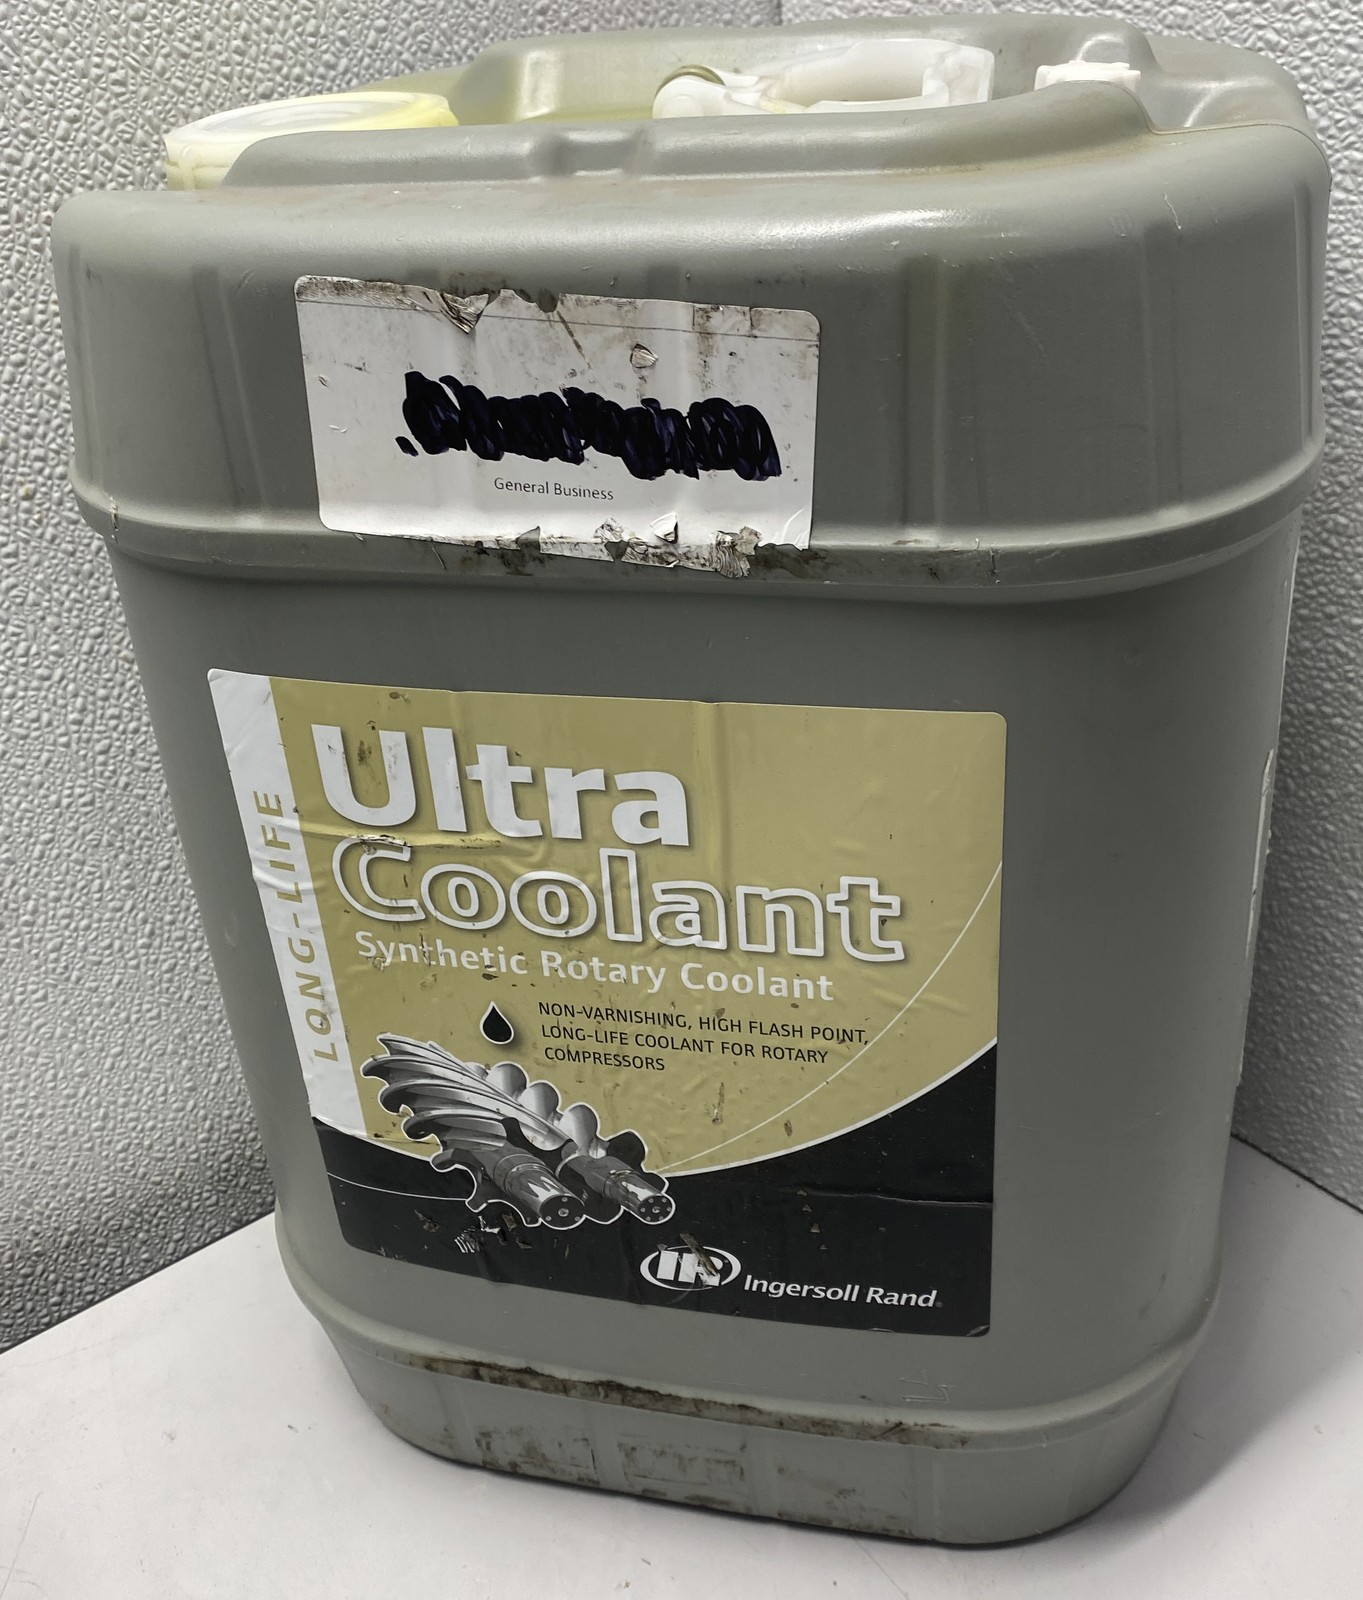 General Business
LONG-LIFE
Ultra
Coolant
Synthetic Rotary Coolant
NON-VARNISHING, HIGH FLASH POINT,
LONG-LIFE COOLANT FOR ROTARY
COMPRESSORS
IR Ingersoll Rand®